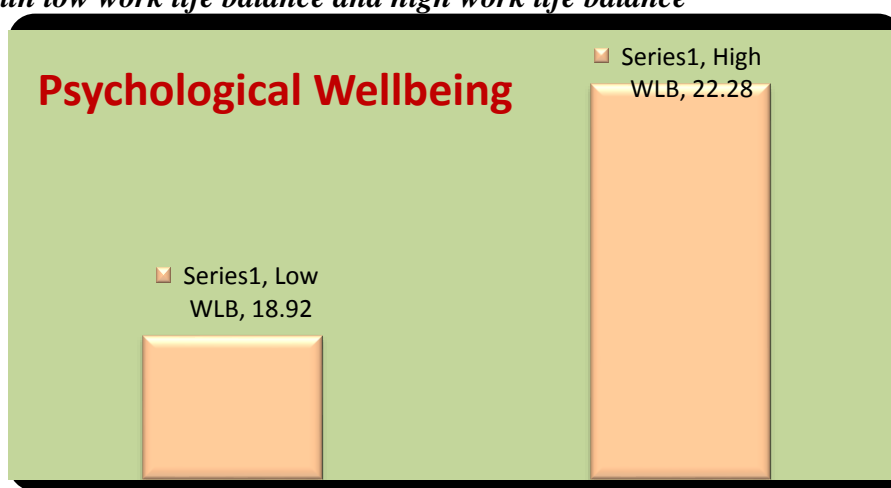 low work life balance and high work life balance
Psychological Wellbeing
Series1, High
WLB, 22.28
Series1, Low
WLB, 18.92